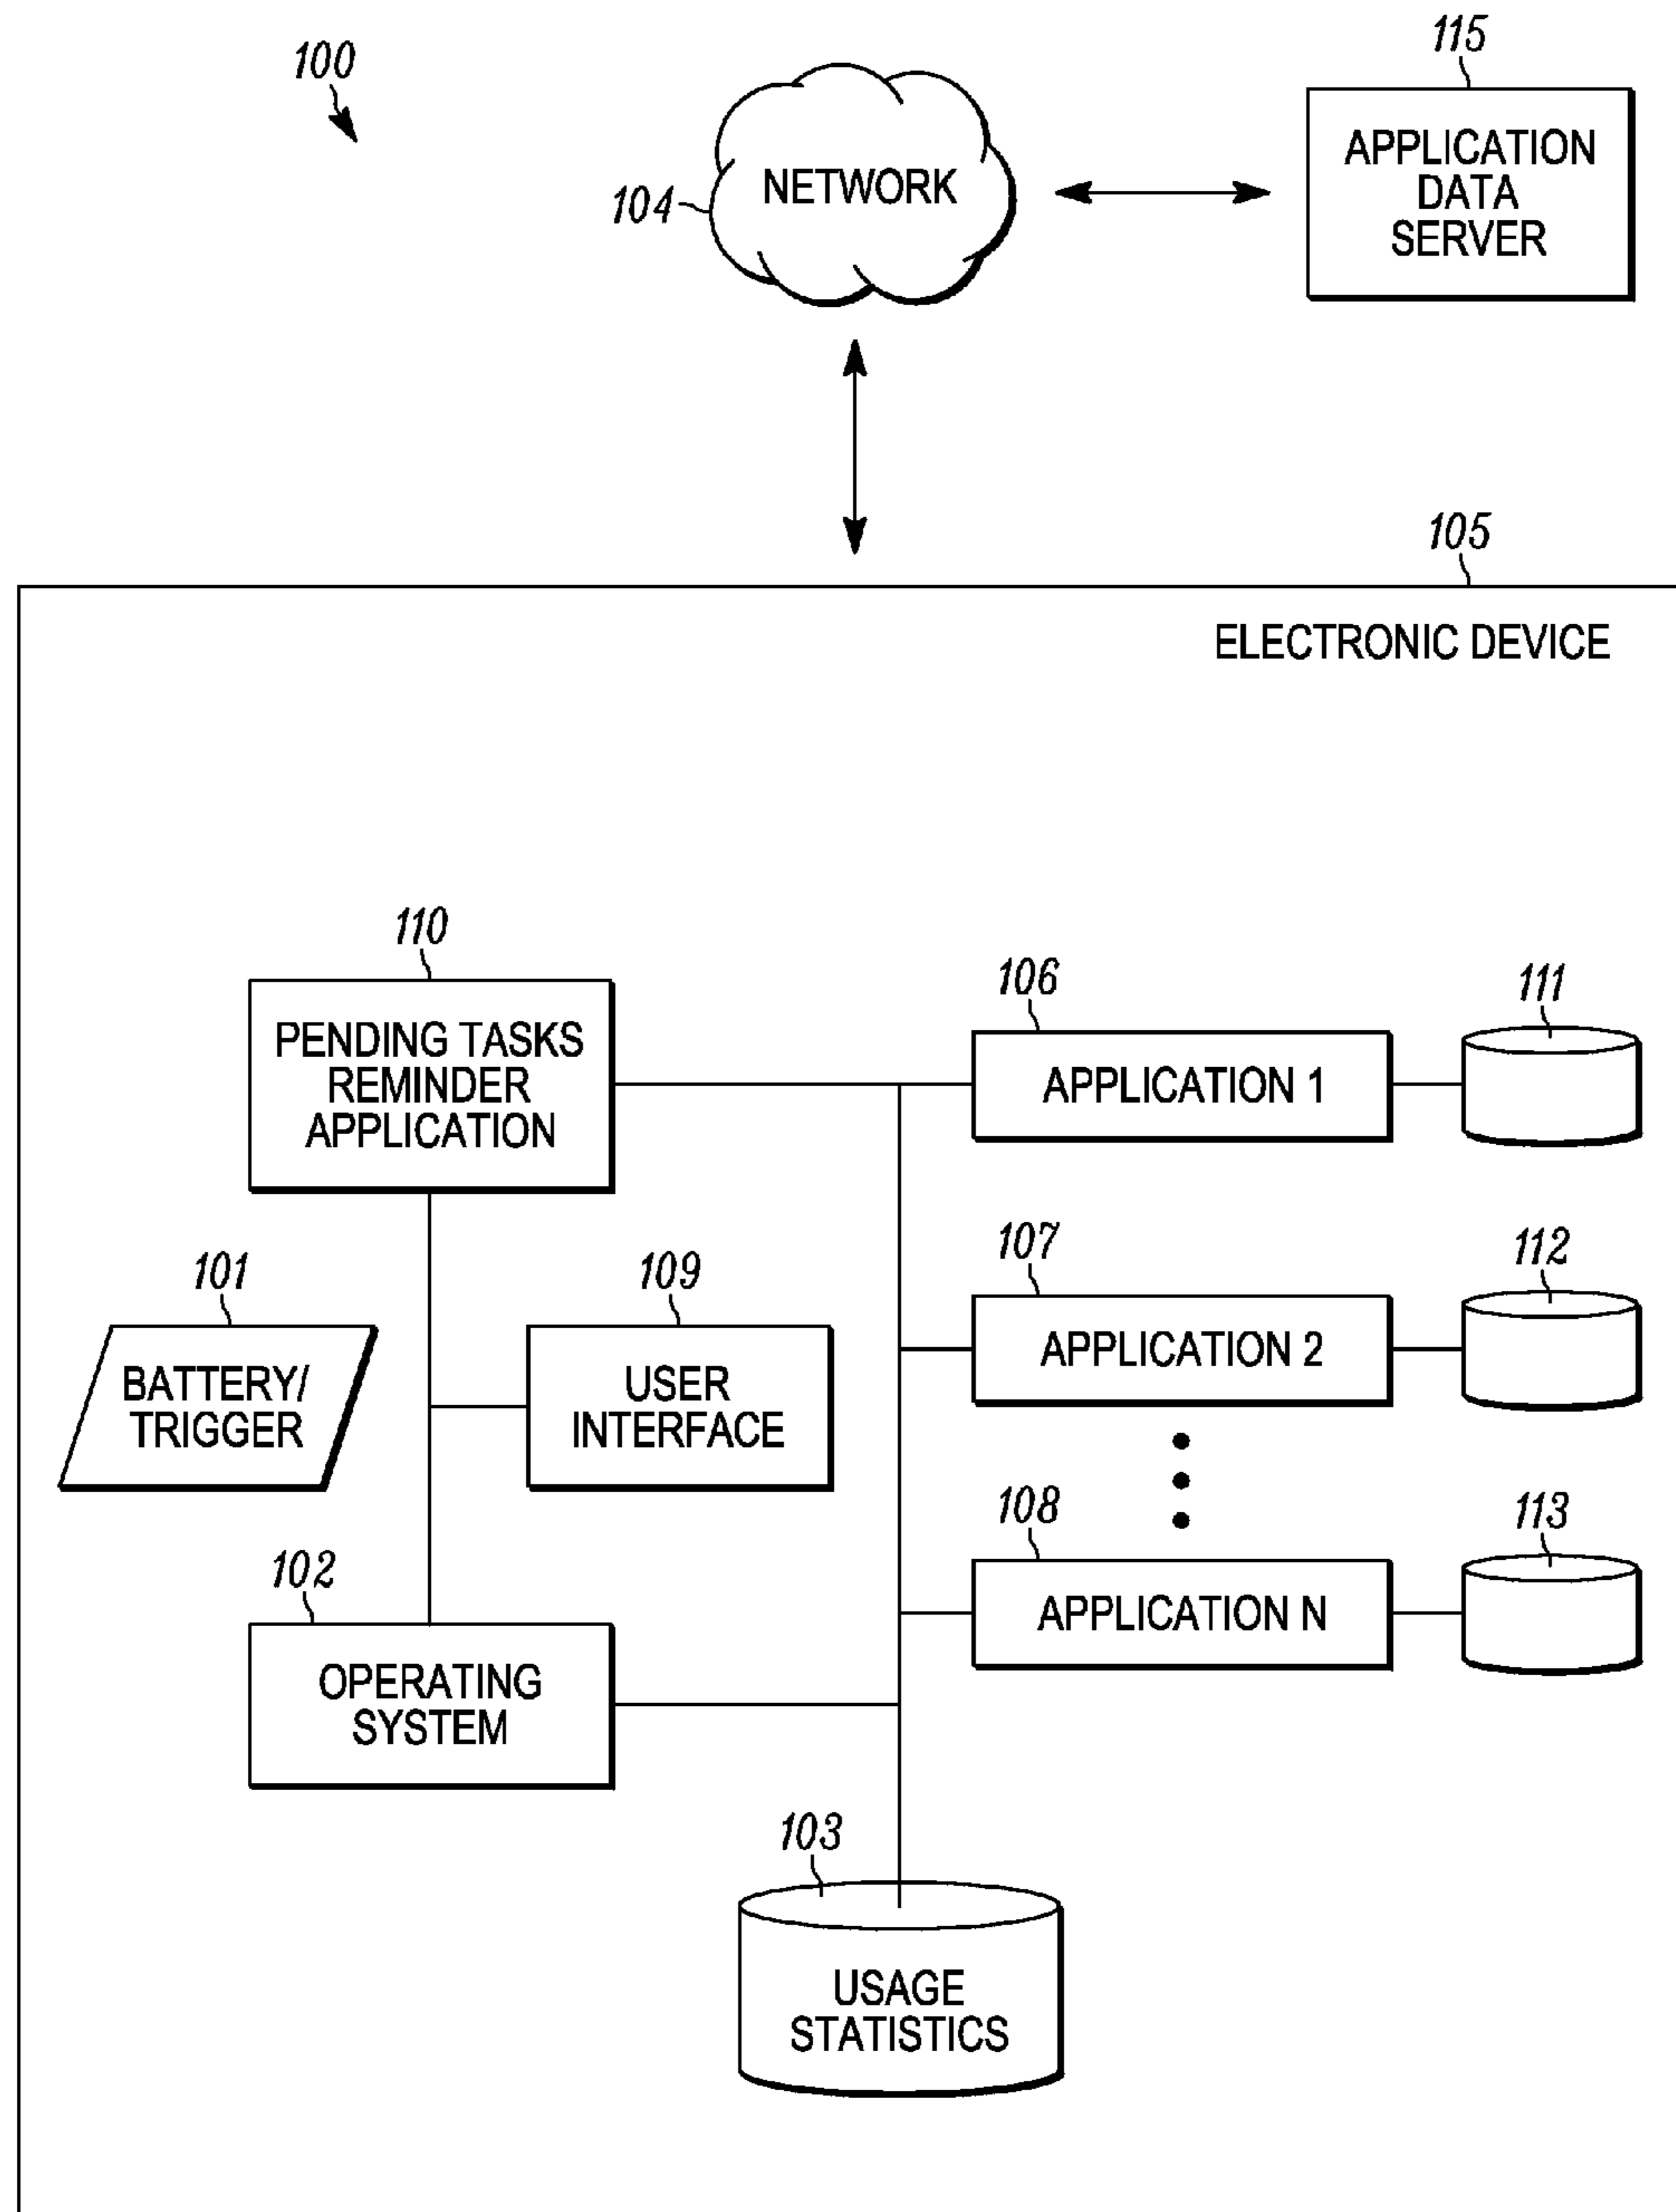 100
115
NETWORK
104
APPLICATION
DATA
SERVER
105
ELECTRONIC DEVICE
110
PENDING TASKS
REMINDER
APPLICATION
106
APPLICATION 1
111
101
BATTERY/
TRIGGER
109
USER
INTERFACE
107
APPLICATION 2
112
108
APPLICATION N
113
102
OPERATING
SYSTEM
103
USAGE
STATISTICS